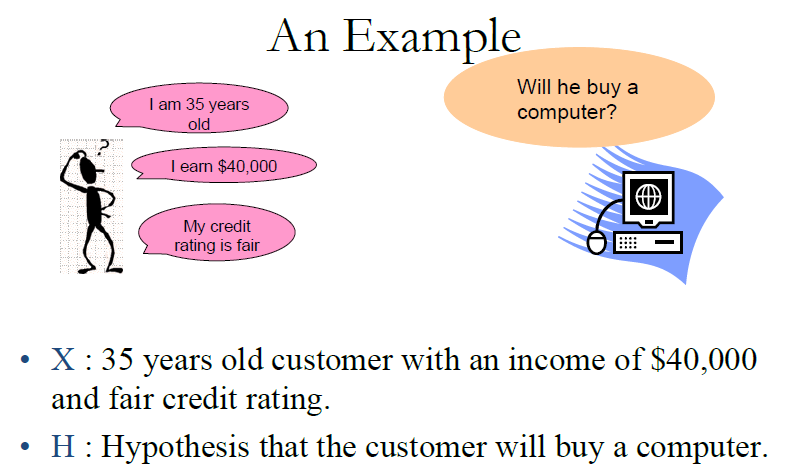 An Example
I am 35 years
old
I earn $40,000
My credit
rating is fair
Will he buy a
computer?
?
• X : 35 years old customer with an income of $40,000
and fair credit rating.
• H : Hypothesis that the customer will buy a computer.